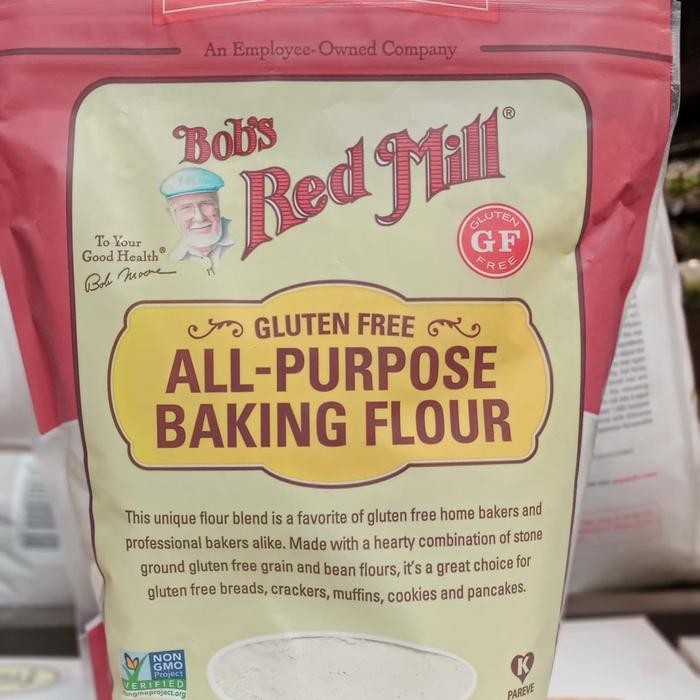 An Employee-Owned Company
Bob's
Red Mill®
To Your
Good Health®
Bob Moore
GLUTEN
GF
FREE
GLUTEN FREE
ALL-PURPOSE
BAKING FLOUR
This unique flour blend is a favorite of gluten free home bakers and
professional bakers alike. Made with a hearty combination of stone
ground gluten free grain and bean flours, it's a great choice for
gluten free breads, crackers, muffins, cookies and pancakes.
NON
GMO
Project
VERIFIED
nongmoproject.org
K
PAREVE